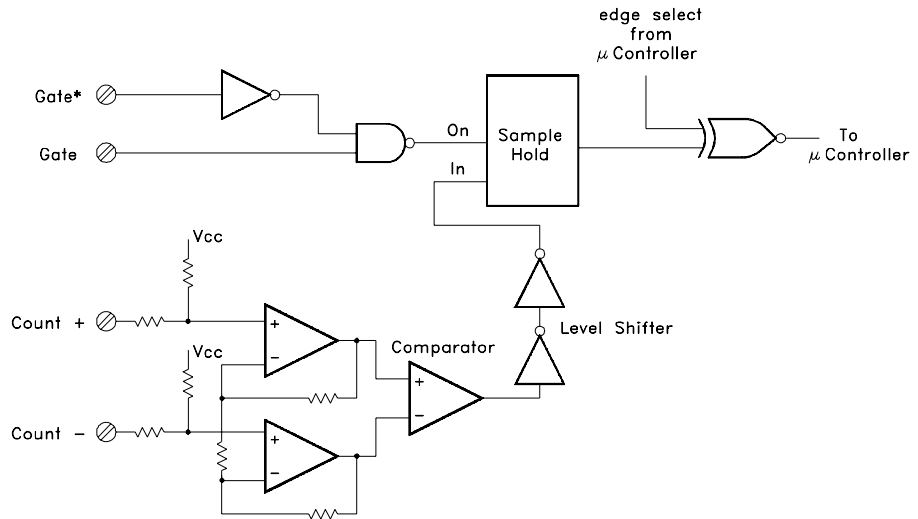 edge select
from
μ Controller
Gate*
Gate
On
In
Sample
Hold
To
μ Controller
Vcc
Count +
+
−
Vcc
Count −
+
−
Comparator
+
−
Level Shifter